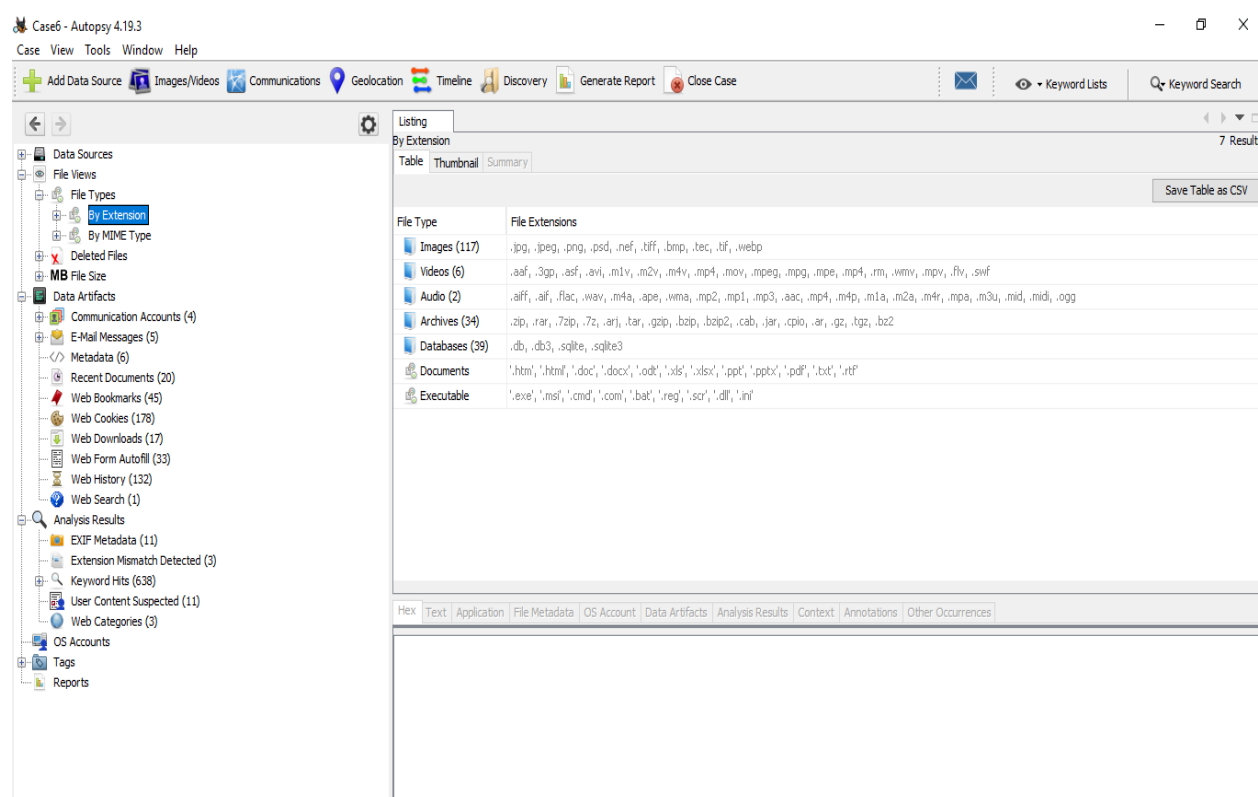 Case6 - Autopsy 4.19.3
Case View Tools Window Help
Add Data Source Images/Videos Communications Geolocation Timeline Discovery Generate Report Close Case Keyword Lists Keyword Search
Data Sources
File Views
File Types
By Extension
By MIME Type
Deleted Files
MB File Size
Data Artifacts
Communication Accounts (4)
E-Mail Messages (5)
Metadata (6)
Recent Documents (20)
Web Bookmarks (45)
Web Cookies (178)
Web Downloads (17)
Web Form Autofill (33)
Web History (132)
Web Search (1)
Analysis Results
EXIF Metadata (11)
Extension Mismatch Detected (3)
Keyword Hits (638)
User Content Suspected (11)
Web Categories (3)
OS Accounts
Tags
Reports
Listing
By Extension 7 Result
Table Thumbnail Summary
Save Table as CSV
File Type File Extensions
Images (117) .jpg, .jpeg, .png, .psd, .nef, .tiff, .bmp, .tec, .tif, .webp
Videos (6) .aaf, .3gp, .asf, .avi, .m1v, .m2v, .m4v, .mp4, .mov, .mpeg, .mpg, .mpe, .mp4, .rm, .wmv, .mpv, .flv, .swf
Audio (2) .aiff, .aif, .flac, .wav, .m4a, .ape, .wma, .mp2, .mp1, .mp3, .aac, .mp4, .m4p, .m1a, .m2a, .m4r, .mpa, .m3u, .mid, .midi, .ogg
Archives (34) .zip, .rar, .7zip, .7z, .arj, .tar, .gzip, .bzip, .bzip2, .cab, .jar, .cpio, .ar, .gz, .tgz, .bz2
Databases (39) .db, .db3, .sqlite, .sqlite3
Documents '.htm', '.html', '.doc', '.docx', '.odt', '.xls', '.xlsx', '.ppt', '.pptx', '.pdf', '.txt', '.rtf'
Executable '.exe', '.msi', '.cmd', '.com', '.bat', '.reg', '.scr', '.dll', '.ini'
Hex Text Application File Metadata OS Account Data Artifacts Analysis Results Context Annotations Other Occurrences